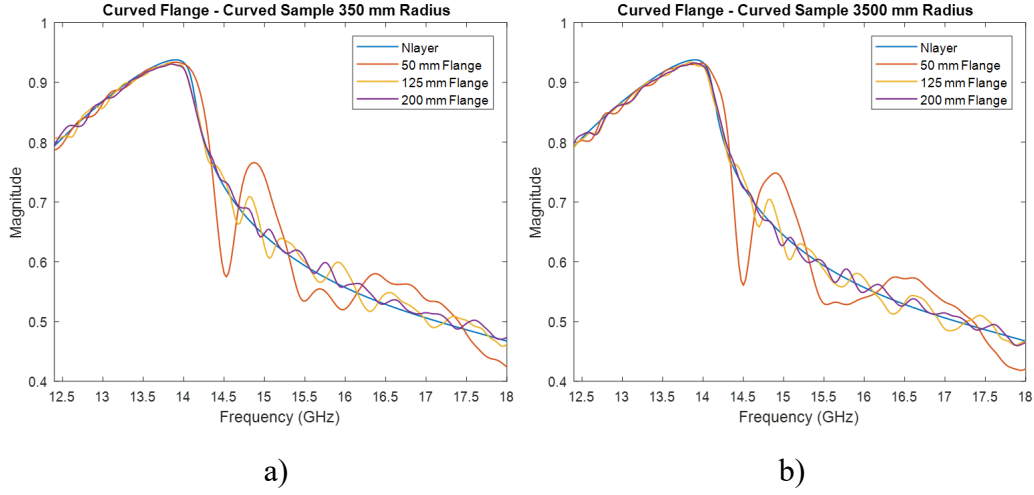 Curved Flange - Curved Sample 350 mm Radius
Magnitude
1
0.9
0.8
0.7
0.6
0.5
0.4
Nlayer
50 mm Flange
125 mm Flange
200 mm Flange
12.5 13 13.5 14 14.5 15 15.5 16 16.5 17 17.5 18
Frequency (GHz)
a)
Curved Flange - Curved Sample 3500 mm Radius
Magnitude
1
0.9
0.8
0.7
0.6
0.5
0.4
Nlayer
50 mm Flange
125 mm Flange
200 mm Flange
12.5 13 13.5 14 14.5 15 15.5 16 16.5 17 17.5 18
Frequency (GHz)
b)